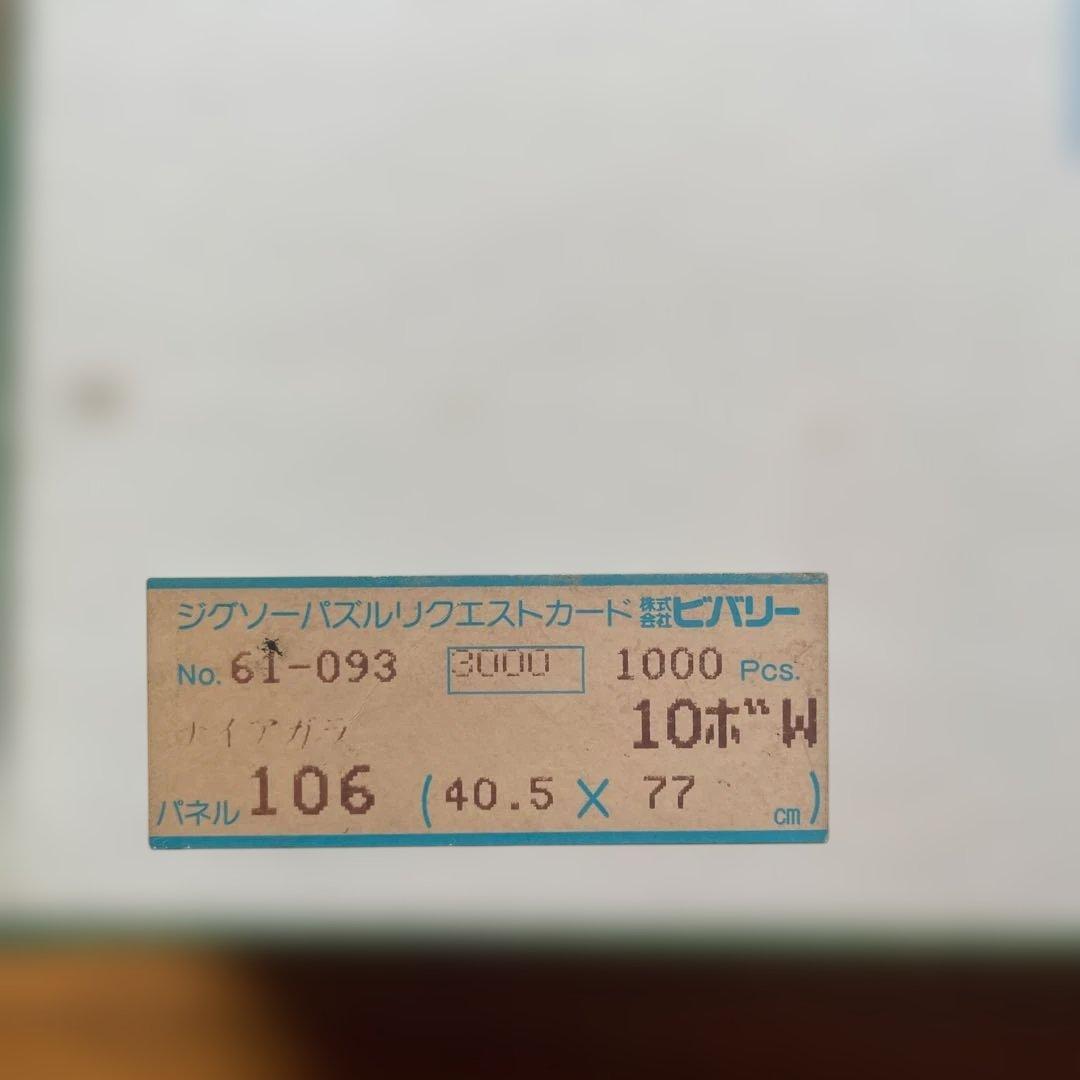 ジグソーパズルリクエストカード 株式会社ビバリー
No. 61-093 3000 1000 Pcs.
ナイアガラ 10ボW
パネル 106 (40.5 × 77 cm)